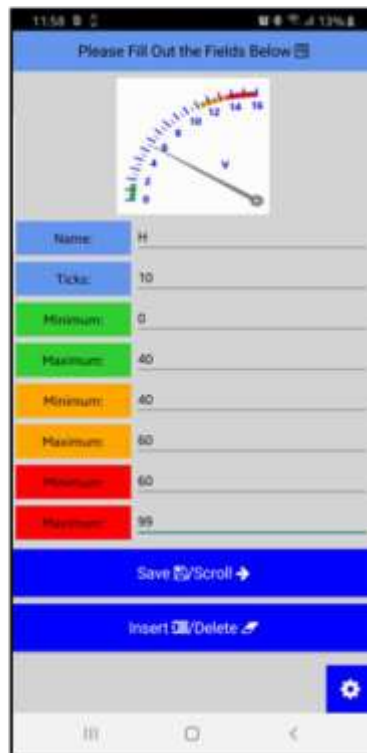 11:58 13%
Please Fill Out the Fields Below
0 2 4 6 8 10 12 14 16
V
Name: H
Ticks: 10
Minimum: 0
Maximum: 40
Minimum: 40
Maximum: 60
Minimum: 60
Maximum: 99
Save /Scroll →
Insert /Delete